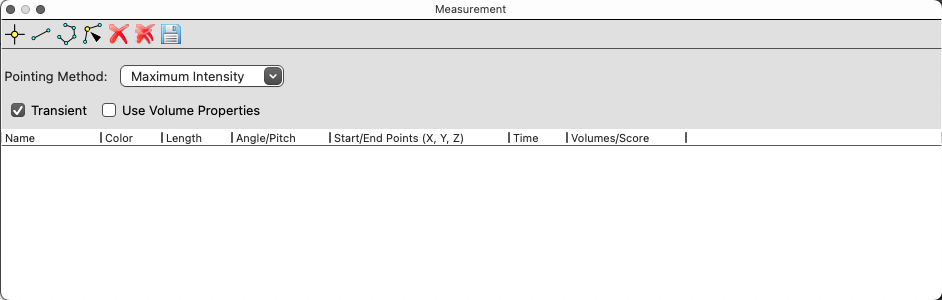 Measurement
Pointing Method: Maximum Intensity
Transient Use Volume Properties
Name Color Length Angle/Pitch Start/End Points (X, Y, Z) Time Volumes/Score